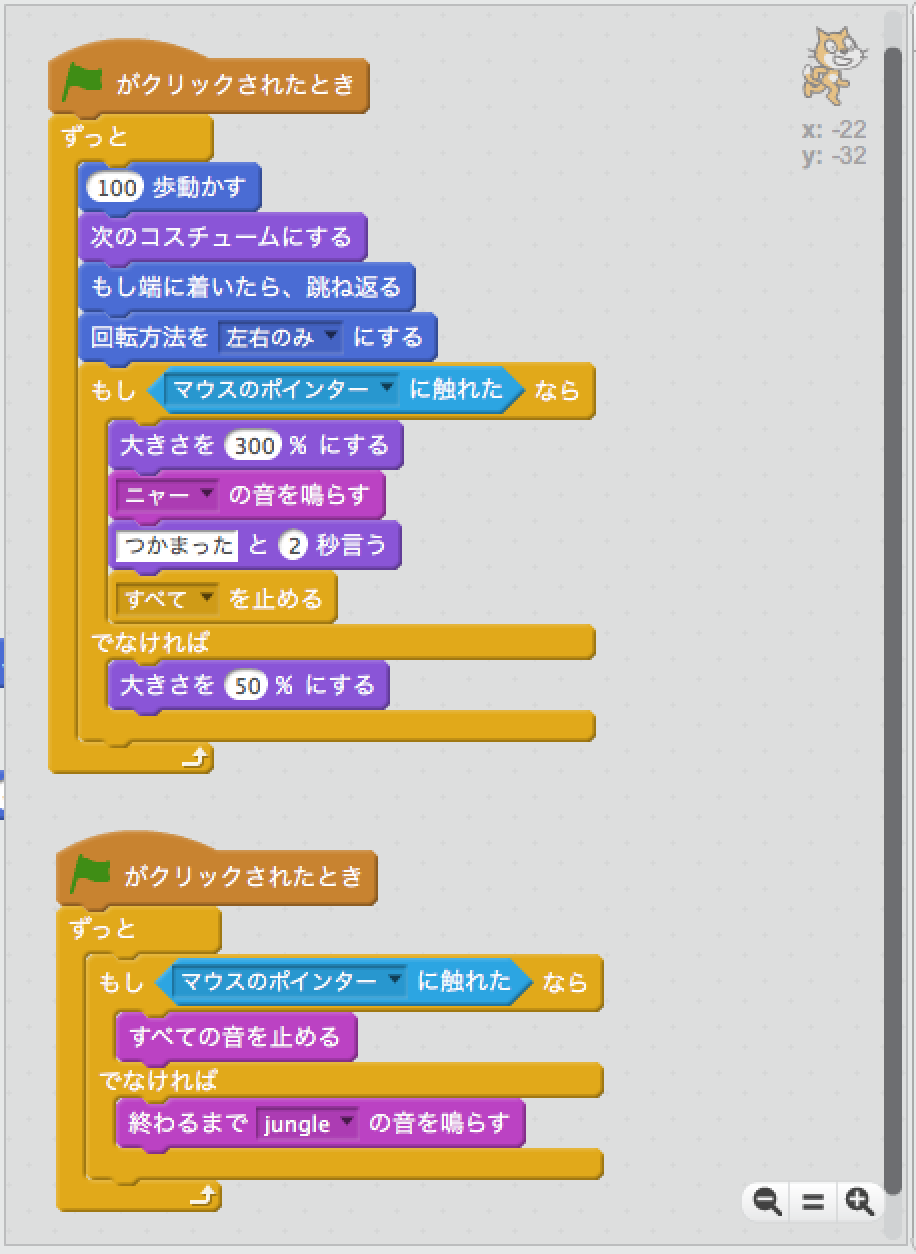 がクリックされたとき
ずっと
100 歩動かす
次のコスチュームにする
もし端に着いたら、跳ね返る
回転方法を 左右のみ にする
もし マウスのポインター に触れた なら
大きさを 300 % にする
ニャー の音を鳴らす
つかまった と 2 秒言う
すべて を止める
でなければ
大きさを 50 % にする
がクリックされたとき
ずっと
もし マウスのポインター に触れた なら
すべての音を止める
でなければ
終わるまで jungle の音を鳴らす
x: -22
y: -32